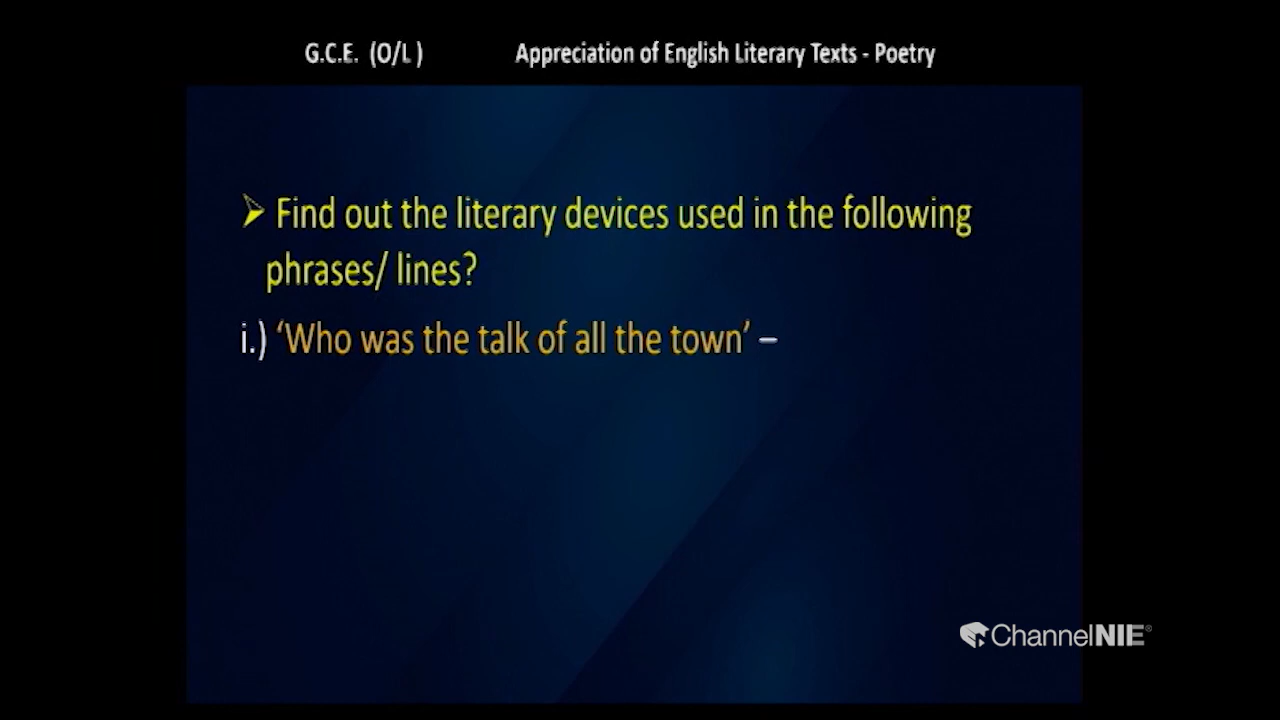 G.C.E. (O/L ) Appreciation of English Literary Texts - Poetry
➢ Find out the literary devices used in the following
phrases/ lines?
i.) ‘Who was the talk of all the town’ –
ChannelNIE®